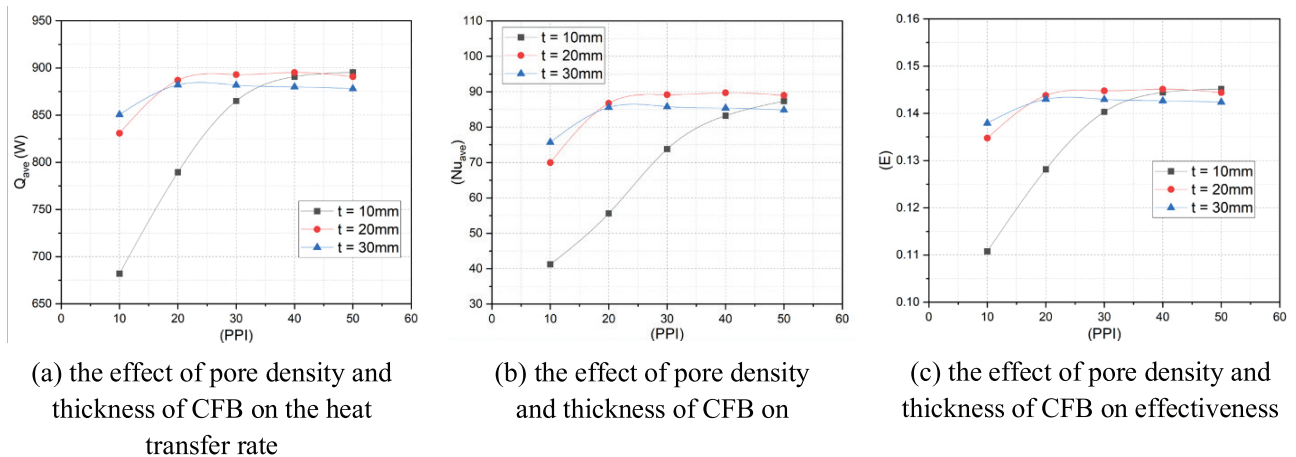 950
900
850
800
750
700
650
Q_ave (W)
t = 10mm
t = 20mm
t = 30mm
0 10 20 30 40 50 60
(PPI)
(a) the effect of pore density and
thickness of CFB on the heat
transfer rate
110
100
90
80
70
60
50
40
30
(Nu_ave)
t = 10mm
t = 20mm
t = 30mm
0 10 20 30 40 50 60
(PPI)
(b) the effect of pore density
and thickness of CFB on
0.16
0.15
0.14
0.13
0.12
0.11
0.10
(E)
t = 10mm
t = 20mm
t = 30mm
0 10 20 30 40 50 60
(PPI)
(c) the effect of pore density and
thickness of CFB on effectiveness